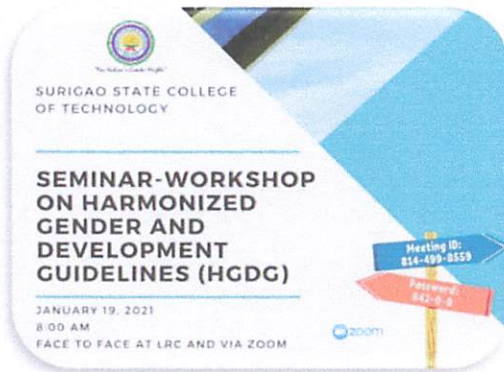 SURIGAO STATE COLLEGE
OF TECHNOLOGY
SEMINAR-WORKSHOP
ON HARMONIZED
GENDER AND
DEVELOPMENT
GUIDELINES (HGDG)
JANUARY 19, 2021
8:00 AM
FACE TO FACE AT LRC AND VIA ZOOM
Meeting ID:
814-499-8559
Password:
zoom